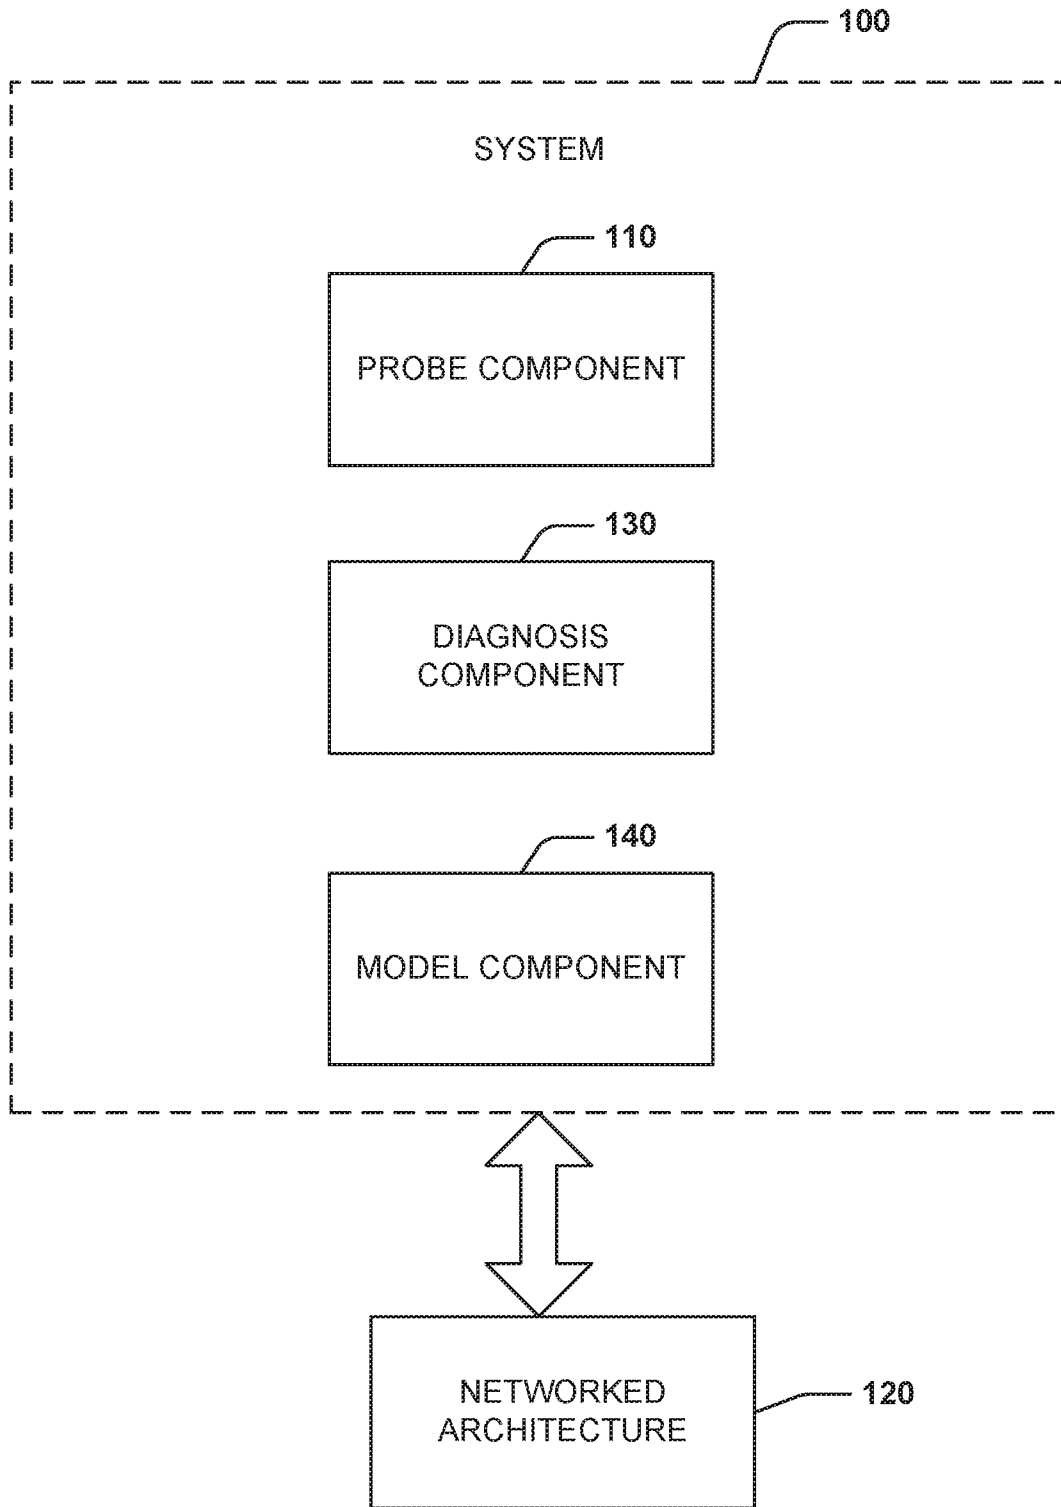 100
SYSTEM
110
PROBE COMPONENT
130
DIAGNOSIS
COMPONENT
140
MODEL COMPONENT
NETWORKED
ARCHITECTURE
120